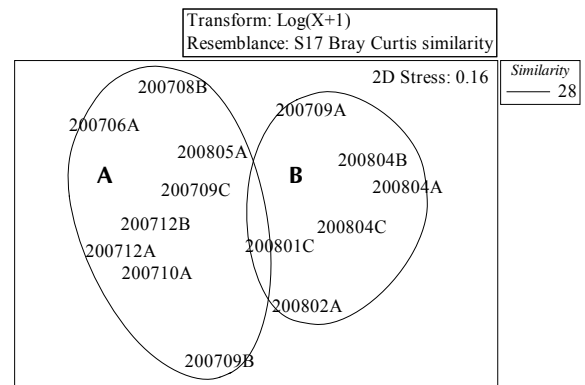 Transform: Log(X+1)
Resemblance: S17 Bray Curtis similarity
2D Stress: 0.16
Similarity
28
200708B
200709A
200706A
200805A
200804B
A
B
200709C
200804A
200712B
200804C
200712A
200801C
200710A
200802A
200709B